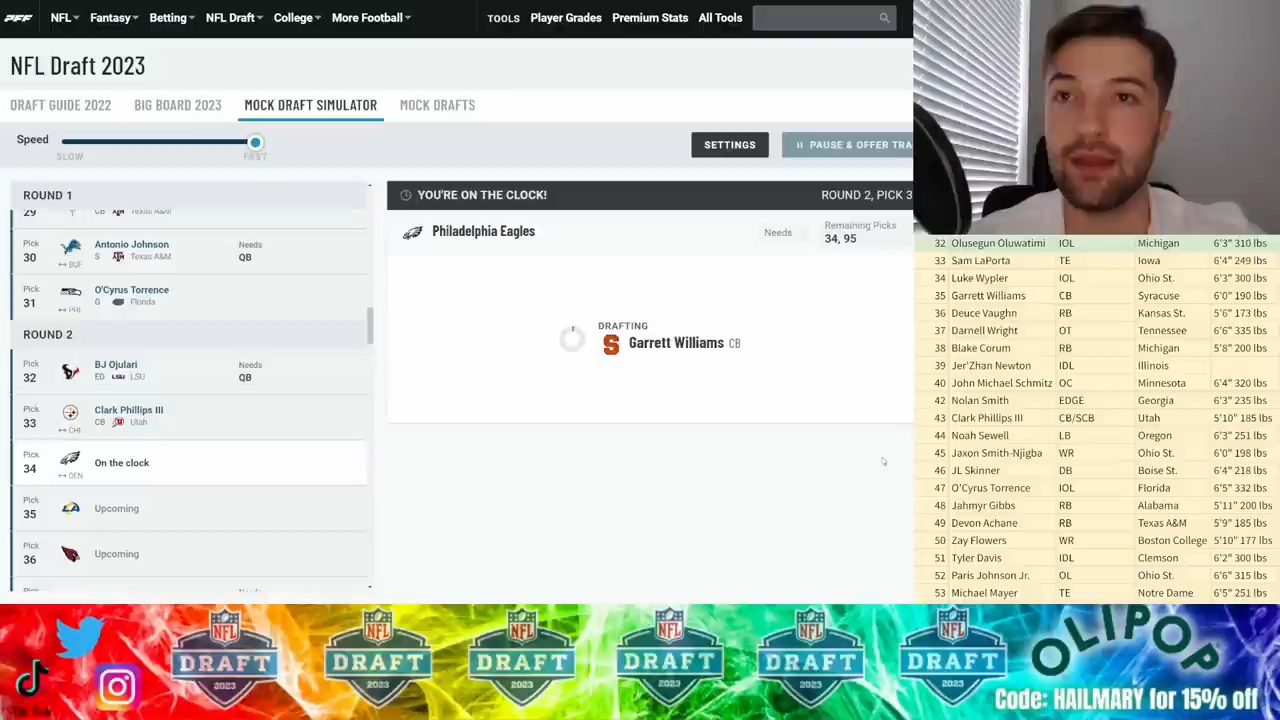 PFF NFL Fantasy Betting NFL Draft College More Football TOOLS Player Grades Premium Stats All Tools
NFL Draft 2023
DRAFT GUIDE 2022 BIG BOARD 2023 MOCK DRAFT SIMULATOR MOCK DRAFTS
Speed
SLOW FAST
SETTINGS
PAUSE & OFFER TRA
ROUND 1
29 CB Texas A&M
Pick 30 Antonio Johnson Needs
S Texas A&M QB
↔ BUF
Pick 31 O'Cyrus Torrence
G Florida
↔ PHI
ROUND 2
Pick 32 BJ Ojulari Needs
ED LSU LSU QB
Pick 33 Clark Phillips III
CB Utah
↔ CHI
Pick 34 On the clock
↔ DEN
Pick 35 Upcoming
Pick 36 Upcoming
YOU'RE ON THE CLOCK! ROUND 2, PICK 3
Philadelphia Eagles Needs Remaining Picks
34, 95
DRAFTING
S Garrett Williams CB
32 Olusegun Oluwatimi IOL Michigan 6'3" 310 lbs
33 Sam LaPorta TE Iowa 6'4" 249 lbs
34 Luke Wypler IOL Ohio St. 6'3" 300 lbs
35 Garrett Williams CB Syracuse 6'0" 190 lbs
36 Deuce Vaughn RB Kansas St. 5'6" 173 lbs
37 Darnell Wright OT Tennessee 6'6" 335 lbs
38 Blake Corum RB Michigan 5'8" 200 lbs
39 Jer'Zhan Newton IDL Illinois
40 John Michael Schmitz OC Minnesota 6'4" 320 lbs
42 Nolan Smith EDGE Georgia 6'3" 235 lbs
43 Clark Phillips III CB/SCB Utah 5'10" 185 lbs
44 Noah Sewell LB Oregon 6'3" 251 lbs
45 Jaxon Smith-Njigba WR Ohio St. 6'0" 198 lbs
46 JL Skinner DB Boise St. 6'4" 218 lbs
47 O'Cyrus Torrence IOL Florida 6'5" 332 lbs
48 Jahmyr Gibbs RB Alabama 5'11" 200 lbs
49 Devon Achane RB Texas A&M 5'9" 185 lbs
50 Zay Flowers WR Boston College 5'10" 177 lbs
51 Tyler Davis IDL Clemson 6'2" 300 lbs
52 Paris Johnson Jr. OL Ohio St. 6'6" 315 lbs
53 Michael Mayer TE Notre Dame 6'5" 251 lbs
NFL DRAFT 2023
NFL DRAFT 2023
NFL DRAFT 2023
NFL DRAFT 2023
NFL DRAFT 2023
NFL DRAFT 2023
OLIPOP
Code: HAILMARY for 15% off